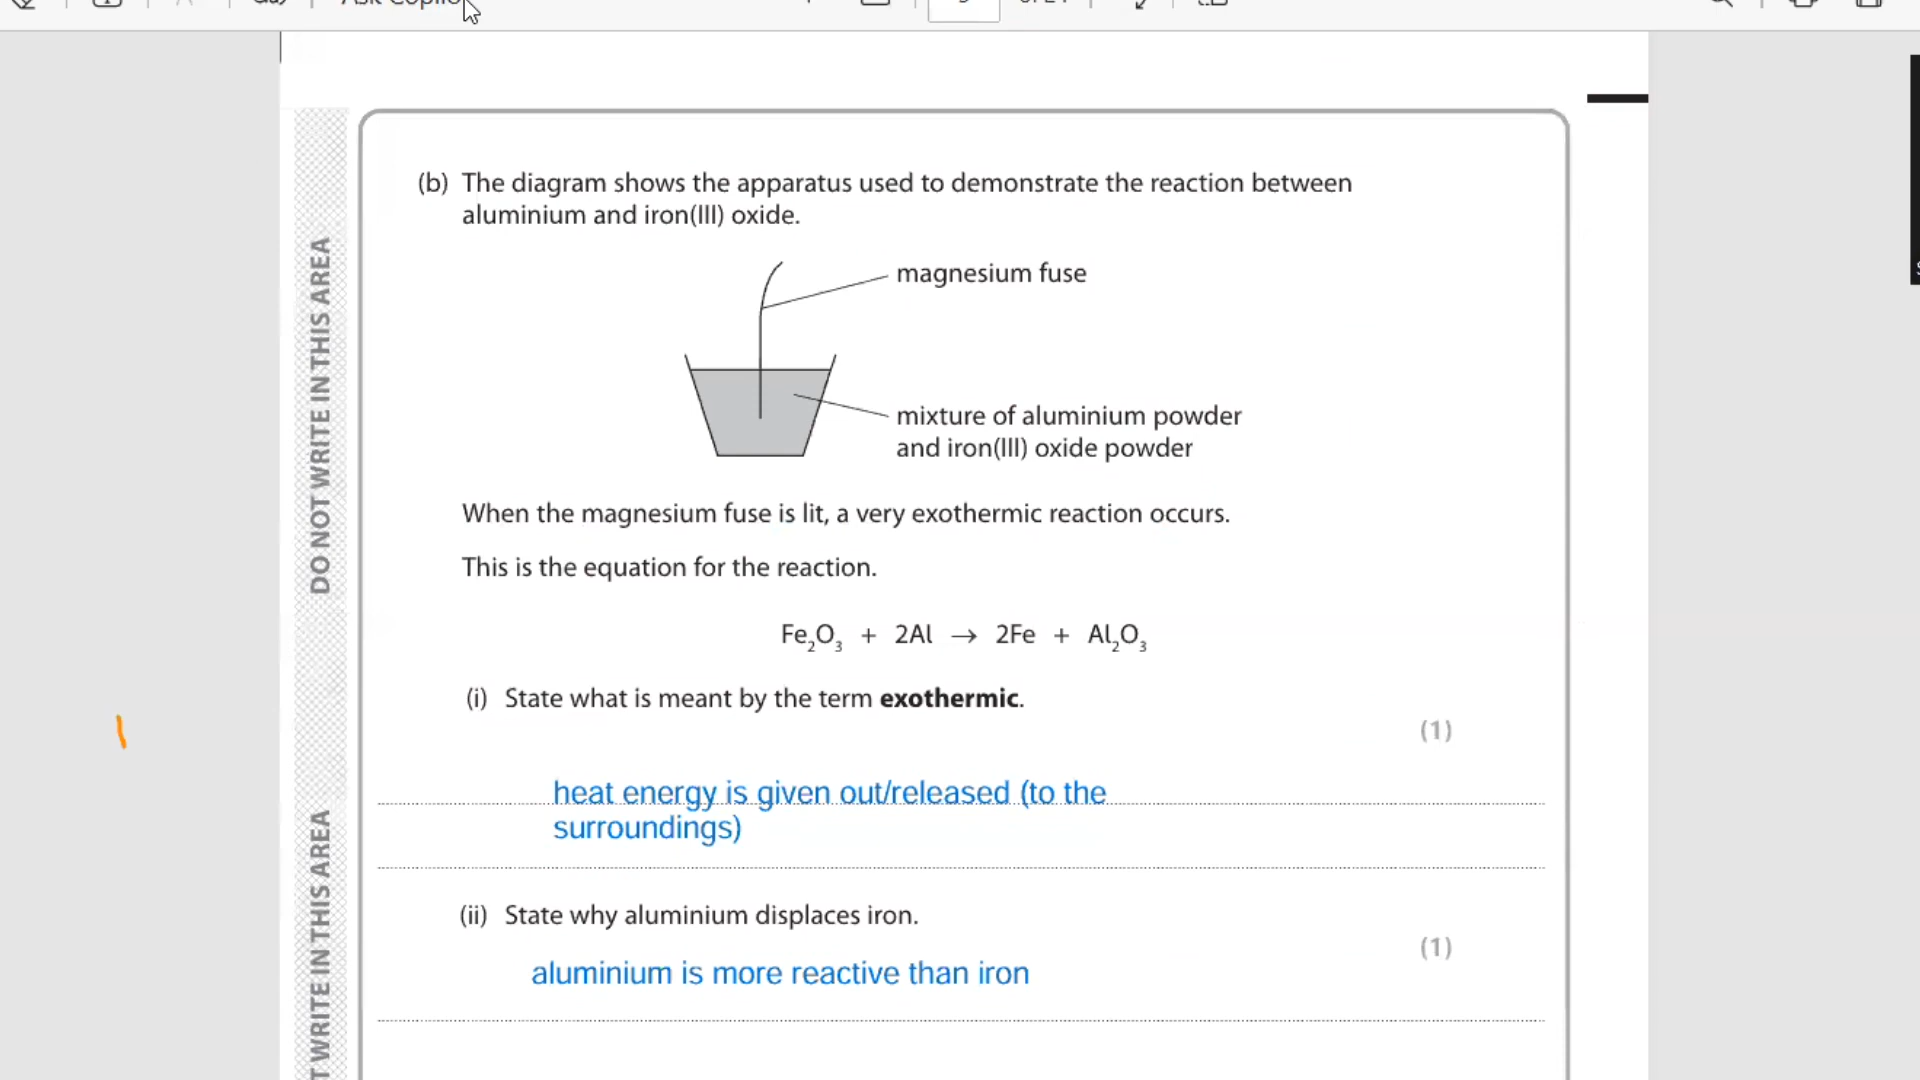 (b) The diagram shows the apparatus used to demonstrate the reaction between
aluminium and iron(III) oxide.
magnesium fuse
mixture of aluminium powder
and iron(III) oxide powder
When the magnesium fuse is lit, a very exothermic reaction occurs.
This is the equation for the reaction.
Fe₂O₃ + 2Al → 2Fe + Al₂O₃
(i) State what is meant by the term exothermic.
(1)
heat energy is given out/released (to the
surroundings)
(ii) State why aluminium displaces iron.
(1)
aluminium is more reactive than iron
DO NOT WRITE IN THIS AREA
WRITE IN THIS AREA